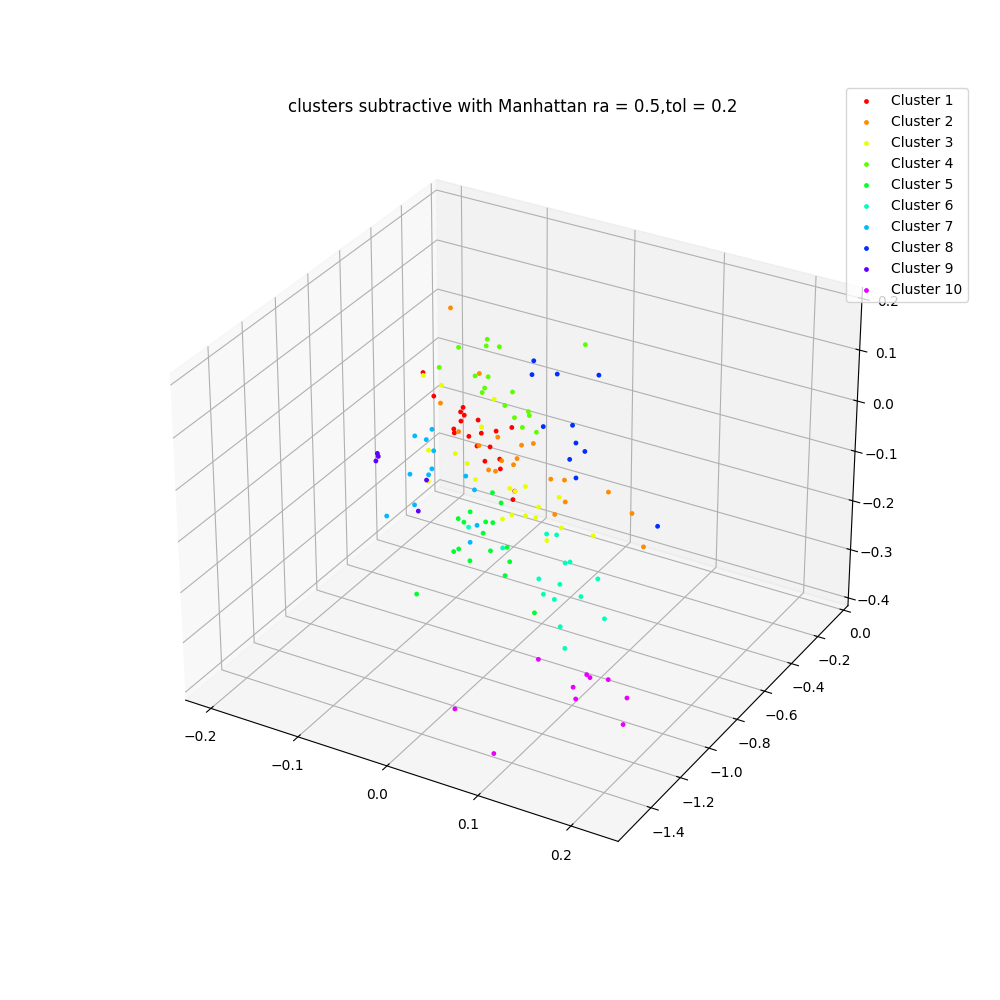 clusters subtractive with Manhattan ra = 0.5,tol = 0.2
Cluster 1
Cluster 2
Cluster 3
Cluster 4
Cluster 5
Cluster 6
Cluster 7
Cluster 8
Cluster 9
Cluster 10
0.2
0.1
0.0
−0.1
−0.2
−0.3
−0.4
0.0
−0.2
−0.4
−0.6
−0.8
−1.0
−1.2
−1.4
−0.2
−0.1
0.0
0.1
0.2